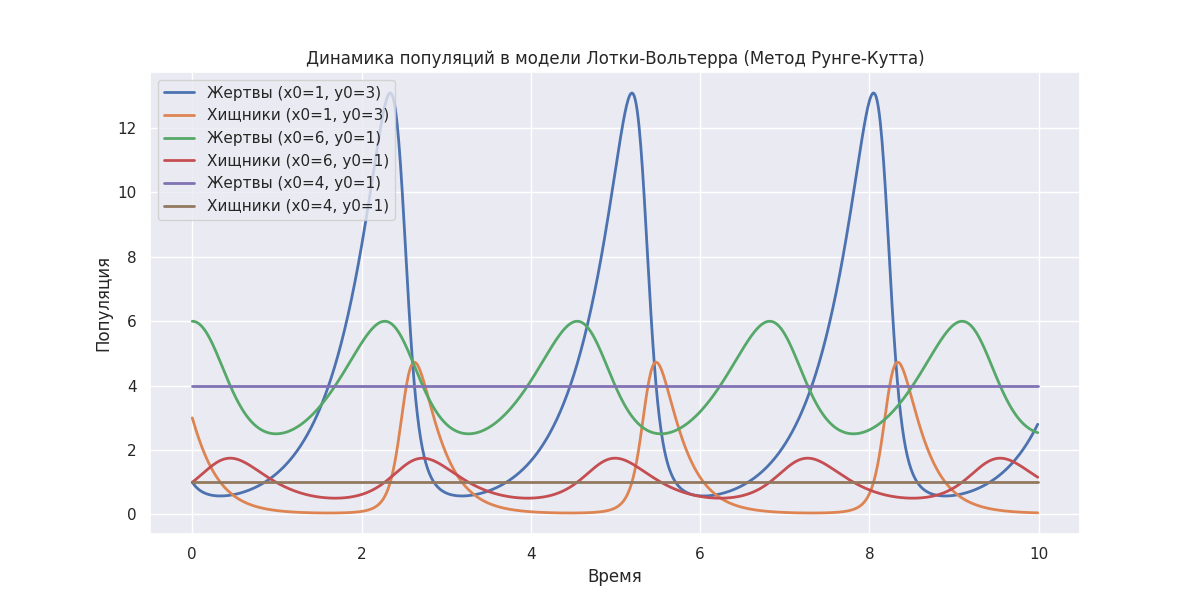 Динамика популяций в модели Лотки-Вольтерра (Метод Рунге-Кутта)
Жертвы (x0=1, y0=3)
Хищники (x0=1, y0=3)
Жертвы (x0=6, y0=1)
Хищники (x0=6, y0=1)
Жертвы (x0=4, y0=1)
Хищники (x0=4, y0=1)
Популяция
12
10
8
6
4
2
0
0 2 4 6 8 10
Время